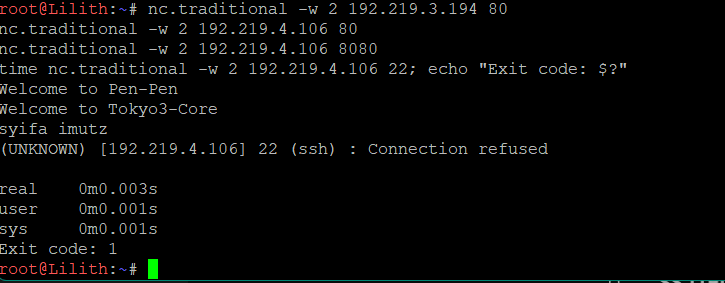 root@Lilith:~# nc.traditional -w 2 192.219.3.194 80
nc.traditional -w 2 192.219.4.106 80
nc.traditional -w 2 192.219.4.106 8080
time nc.traditional -w 2 192.219.4.106 22; echo "Exit code: $?"
Welcome to Pen-Pen
Welcome to Tokyo3-Core
syifa imutz
(UNKNOWN) [192.219.4.106] 22 (ssh) : Connection refused
real    0m0.003s
user    0m0.001s
sys     0m0.001s
Exit code: 1
root@Lilith:~#